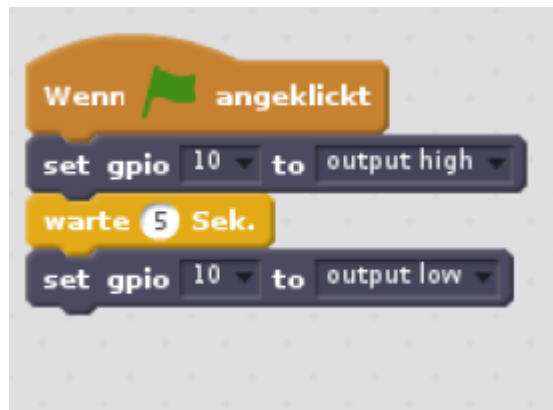 Wenn angeklickt
set gpio 10 to output high
warte 5 Sek.
set gpio 10 to output low